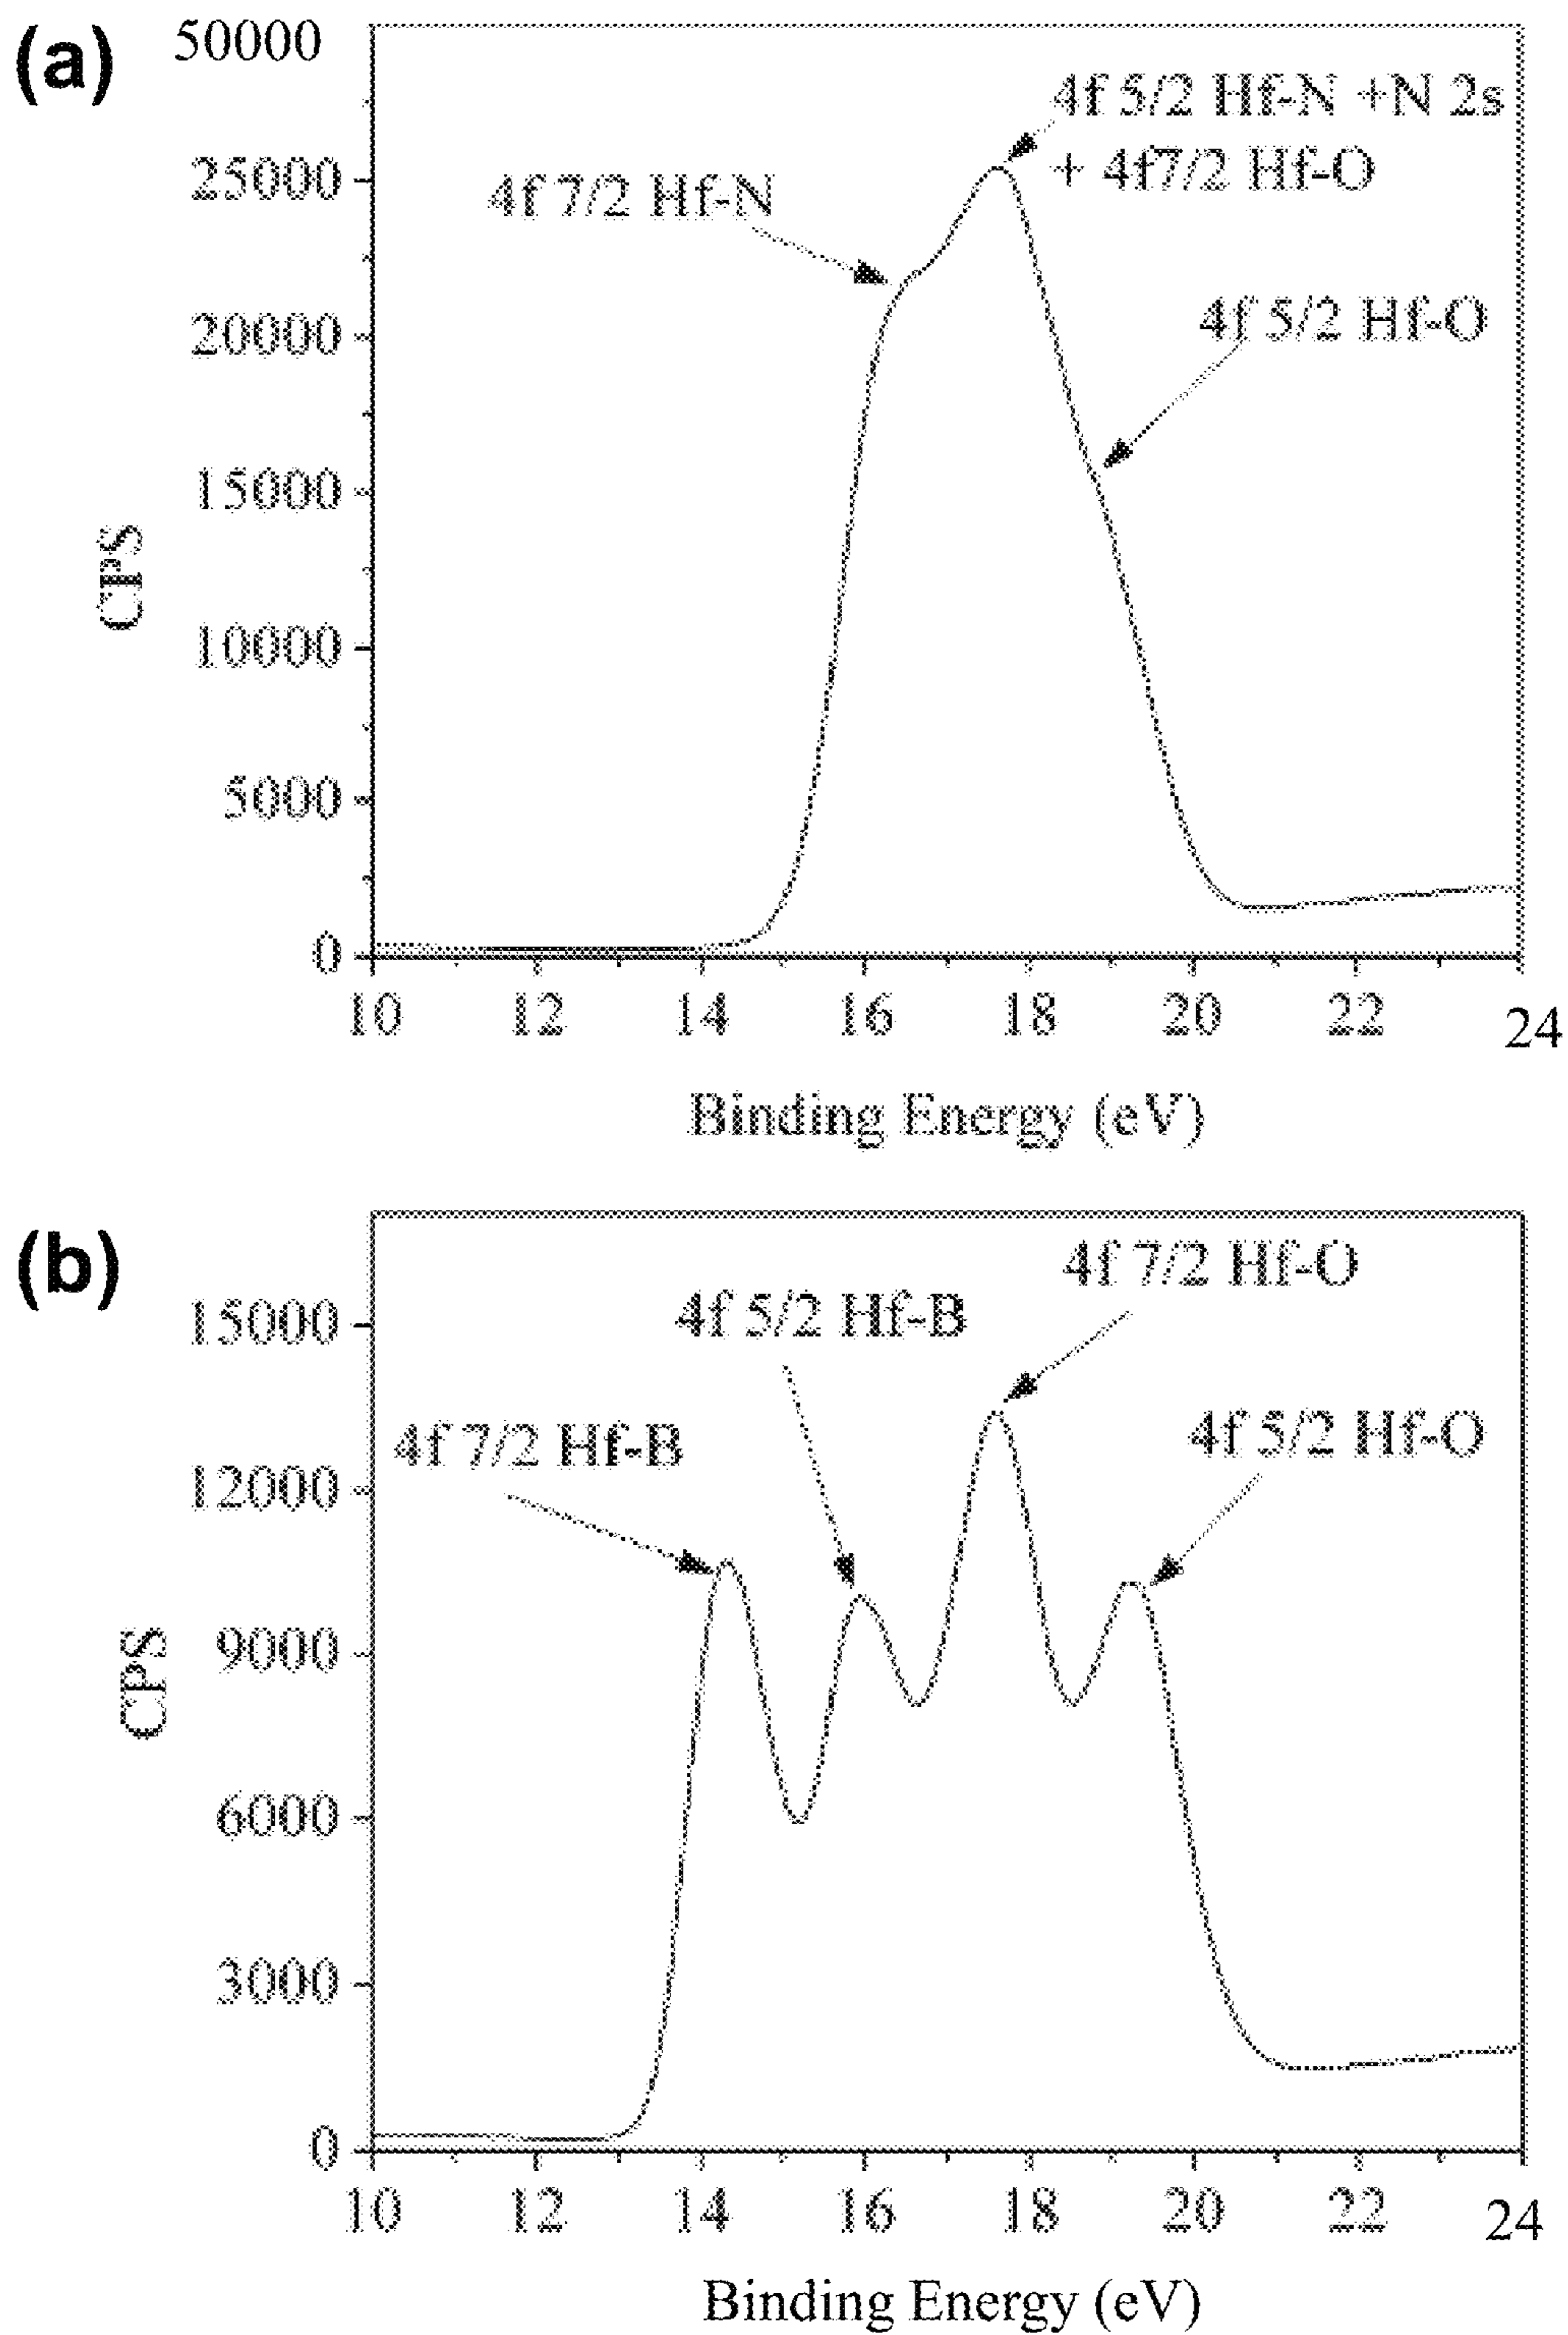 (a)
50000
4f 5/2 Hf-N +N 2s
+ 4f7/2 Hf-O
25000
4f 7/2 Hf-N
20000
4f 5/2 Hf-O
15000
CPS
10000
5000
0
10 12 14 16 18 20 22 24
Binding Energy (eV)
(b)
4f 7/2 Hf-O
15000
4f 5/2 Hf-B
4f 5/2 Hf-O
4f 7/2 Hf-B
12000
9000
CPS
6000
3000
0
10 12 14 16 18 20 22 24
Binding Energy (eV)